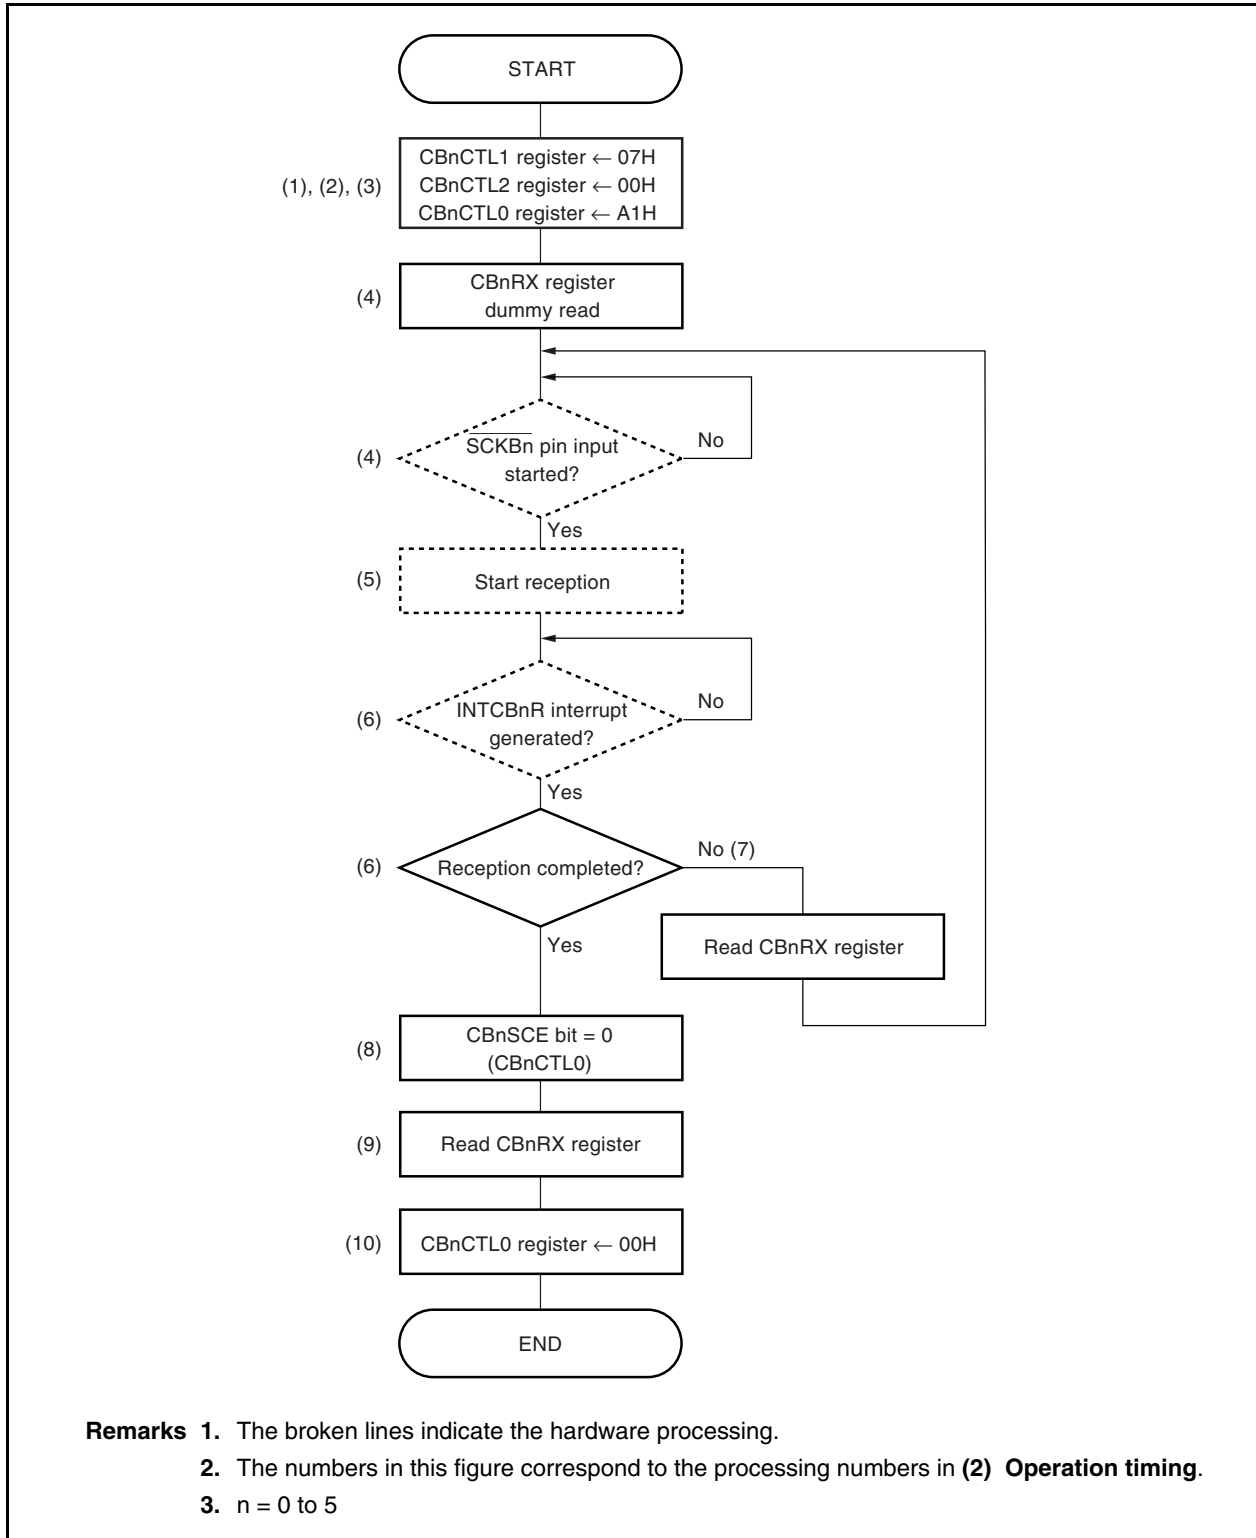 START
(1), (2), (3)
CBnCTL1 register ← 07H
CBnCTL2 register ← 00H
CBnCTL0 register ← A1H
(4)
CBnRX register
dummy read
(4)
SCKBn pin input
started?
No
Yes
(5)
Start reception
(6)
INTCBnR interrupt
generated?
No
Yes
(6)
Reception completed?
No (7)
Read CBnRX register
Yes
(8)
CBnSCE bit = 0
(CBnCTL0)
(9)
Read CBnRX register
(10)
CBnCTL0 register ← 00H
END
Remarks 1. The broken lines indicate the hardware processing.
2. The numbers in this figure correspond to the processing numbers in (2) Operation timing.
3. n = 0 to 5